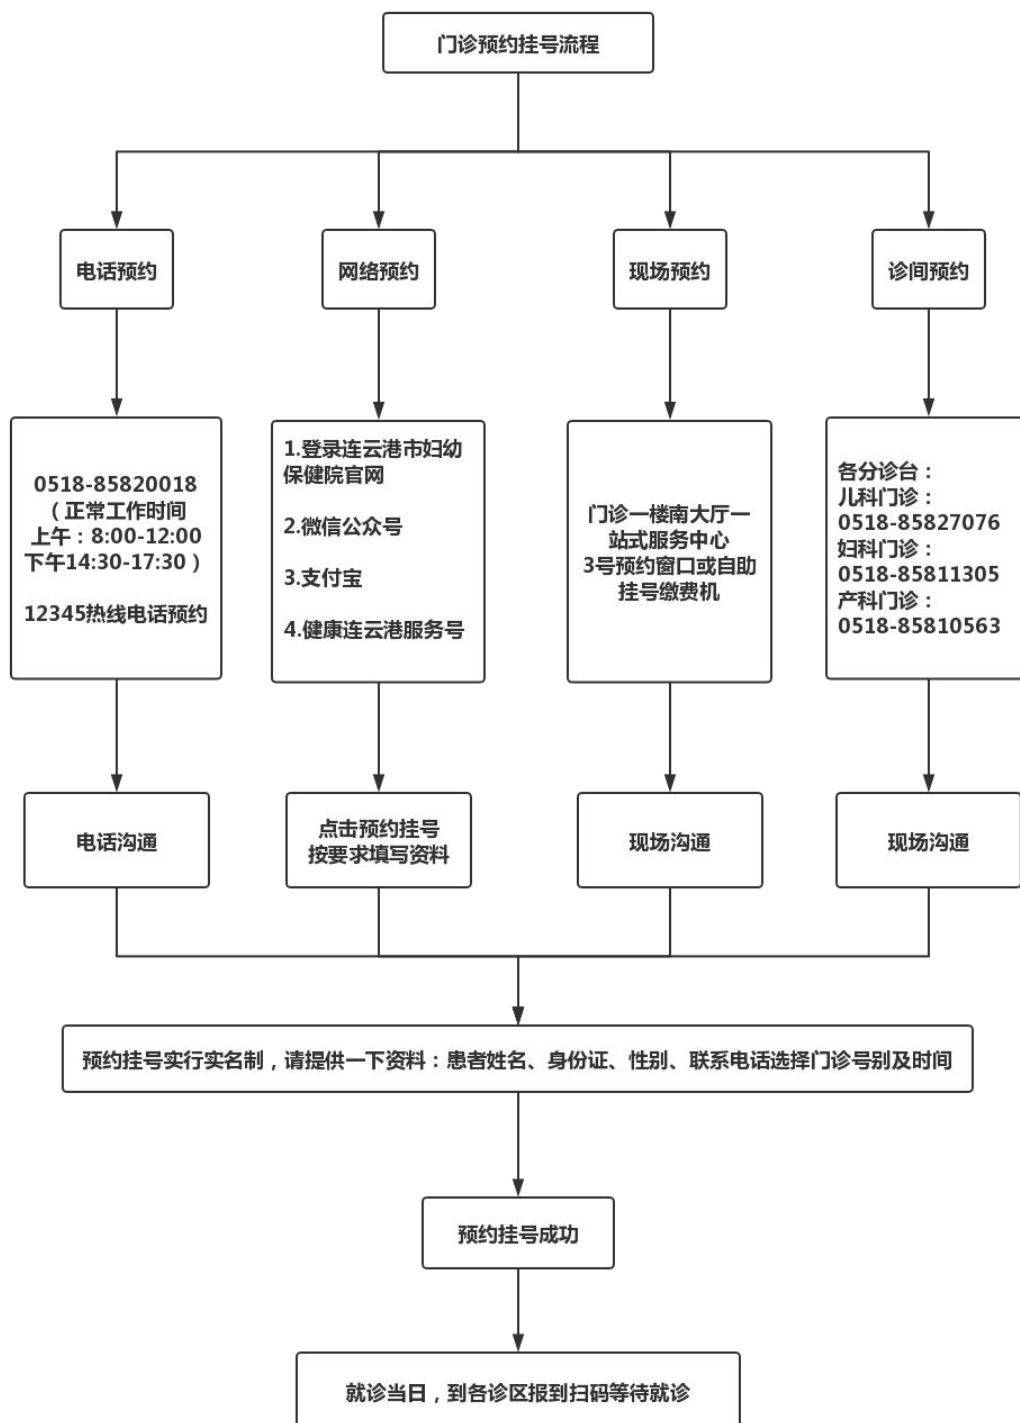 门诊预约挂号流程
电话预约
网络预约
现场预约
诊间预约
0518-85820018
（正常工作时间
上午：8:00-12:00
下午14:30-17:30）
12345热线电话预约
1.登录连云港市妇幼
保健院官网
2.微信公众号
3.支付宝
4.健康连云港服务号
门诊一楼南大厅一
站式服务中心
3号预约窗口或自助
挂号缴费机
各分诊台：
儿科门诊：
0518-85827076
妇科门诊：
0518-85811305
产科门诊：
0518-85810563
电话沟通
点击预约挂号
按要求填写资料
现场沟通
现场沟通
预约挂号实行实名制，请提供一下资料：患者姓名、身份证、性别、联系电话选择门诊号别及时间
预约挂号成功
就诊当日，到各诊区报到扫码等待就诊